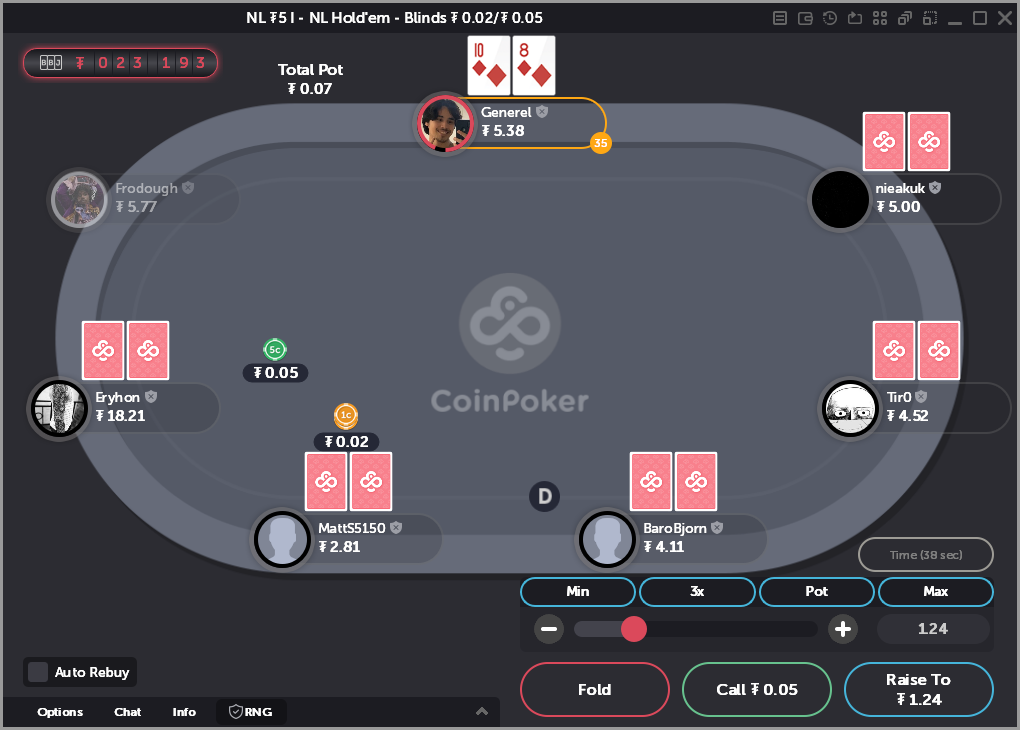 NL ₮5 I - NL Hold'em - Blinds ₮ 0.02/₮ 0.05
BBJ ₮ 0 2 3 1 9 3
Total Pot
₮ 0.07
10 8
Generel
₮ 5.38
35
Frodough
₮ 5.77
nieakuk
₮ 5.00
5c
₮ 0.05
Eryhon
₮ 18.21
CoinPoker
Tir0
₮ 4.52
1c
₮ 0.02
D
MattS5150
₮ 2.81
BaroBjorn
₮ 4.11
Time (38 sec)
Min 3x Pot Max
1.24
Auto Rebuy
Fold
Call ₮ 0.05
Raise To
₮ 1.24
Options Chat Info RNG